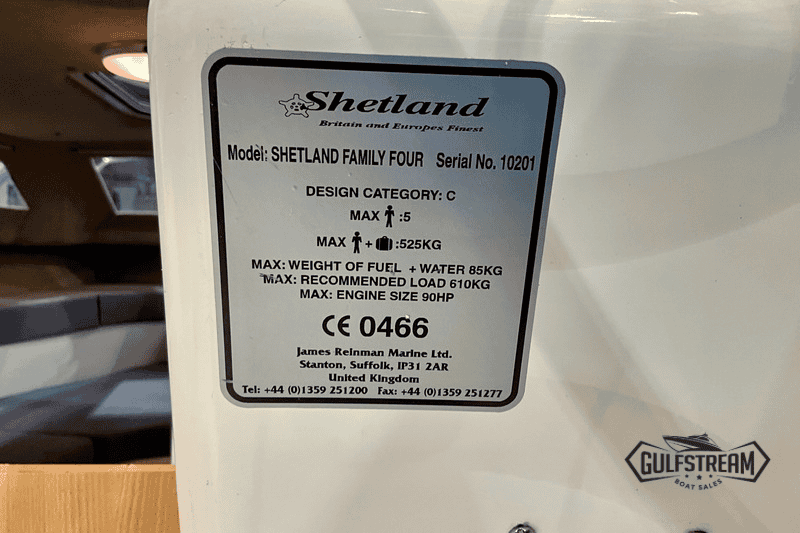 Shetland
Britain and Europes Finest
Model: SHETLAND FAMILY FOUR Serial No. 10201
DESIGN CATEGORY: C
MAX :5
MAX + :525KG
MAX: WEIGHT OF FUEL + WATER 85KG
MAX: RECOMMENDED LOAD 610KG
MAX: ENGINE SIZE 90HP
CE 0466
James Reinman Marine Ltd.
Stanton, Suffolk, IP31 2AR
United Kingdom
Tel: +44 (0)1359 251200 Fax: +44 (0)1359 251277
GULFSTREAM
BOAT SALES